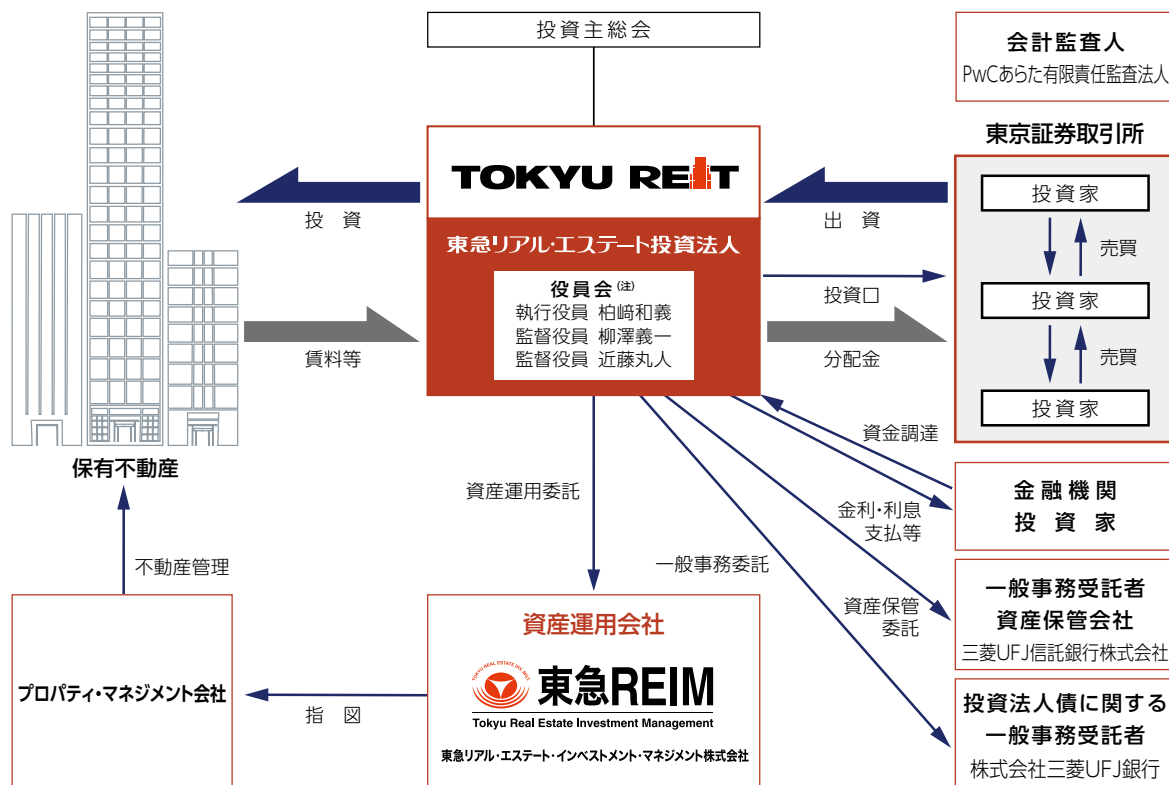 投資主総会
会計監査人
PwCあらた有限責任監査法人
東京証券取引所
TOKYU REIT
東急リアル・エステート投資法人
役員会(注)
執行役員 柏﨑和義
監督役員 柳澤義一
監督役員 近藤丸人
投 資
賃料等
出 資
投資口
分配金
投資家
売買
投資家
売買
投資家
保有不動産
資金調達
金利・利息
支払等
金融機関
投 資 家
資産運用委託
一般事務委託
資産保管
委託
一般事務受託者
資産保管会社
三菱UFJ信託銀行株式会社
投資法人債に関する
一般事務受託者
株式会社三菱UFJ銀行
不動産管理
プロパティ・マネジメント会社
指 図
資産運用会社
東急REIM
Tokyu Real Estate Investment Management
東急リアル・エステート・インベストメント・マネジメント株式会社